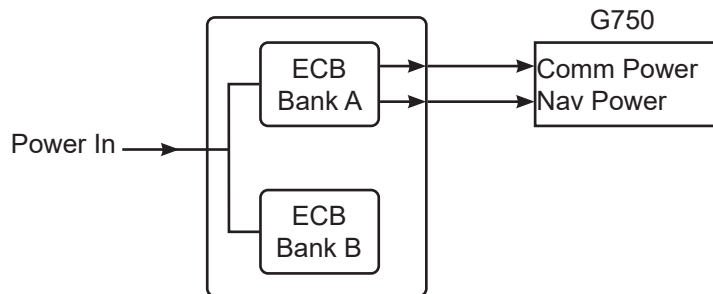 G750
ECB
Bank A
Comm Power
Nav Power
Power In
ECB
Bank B